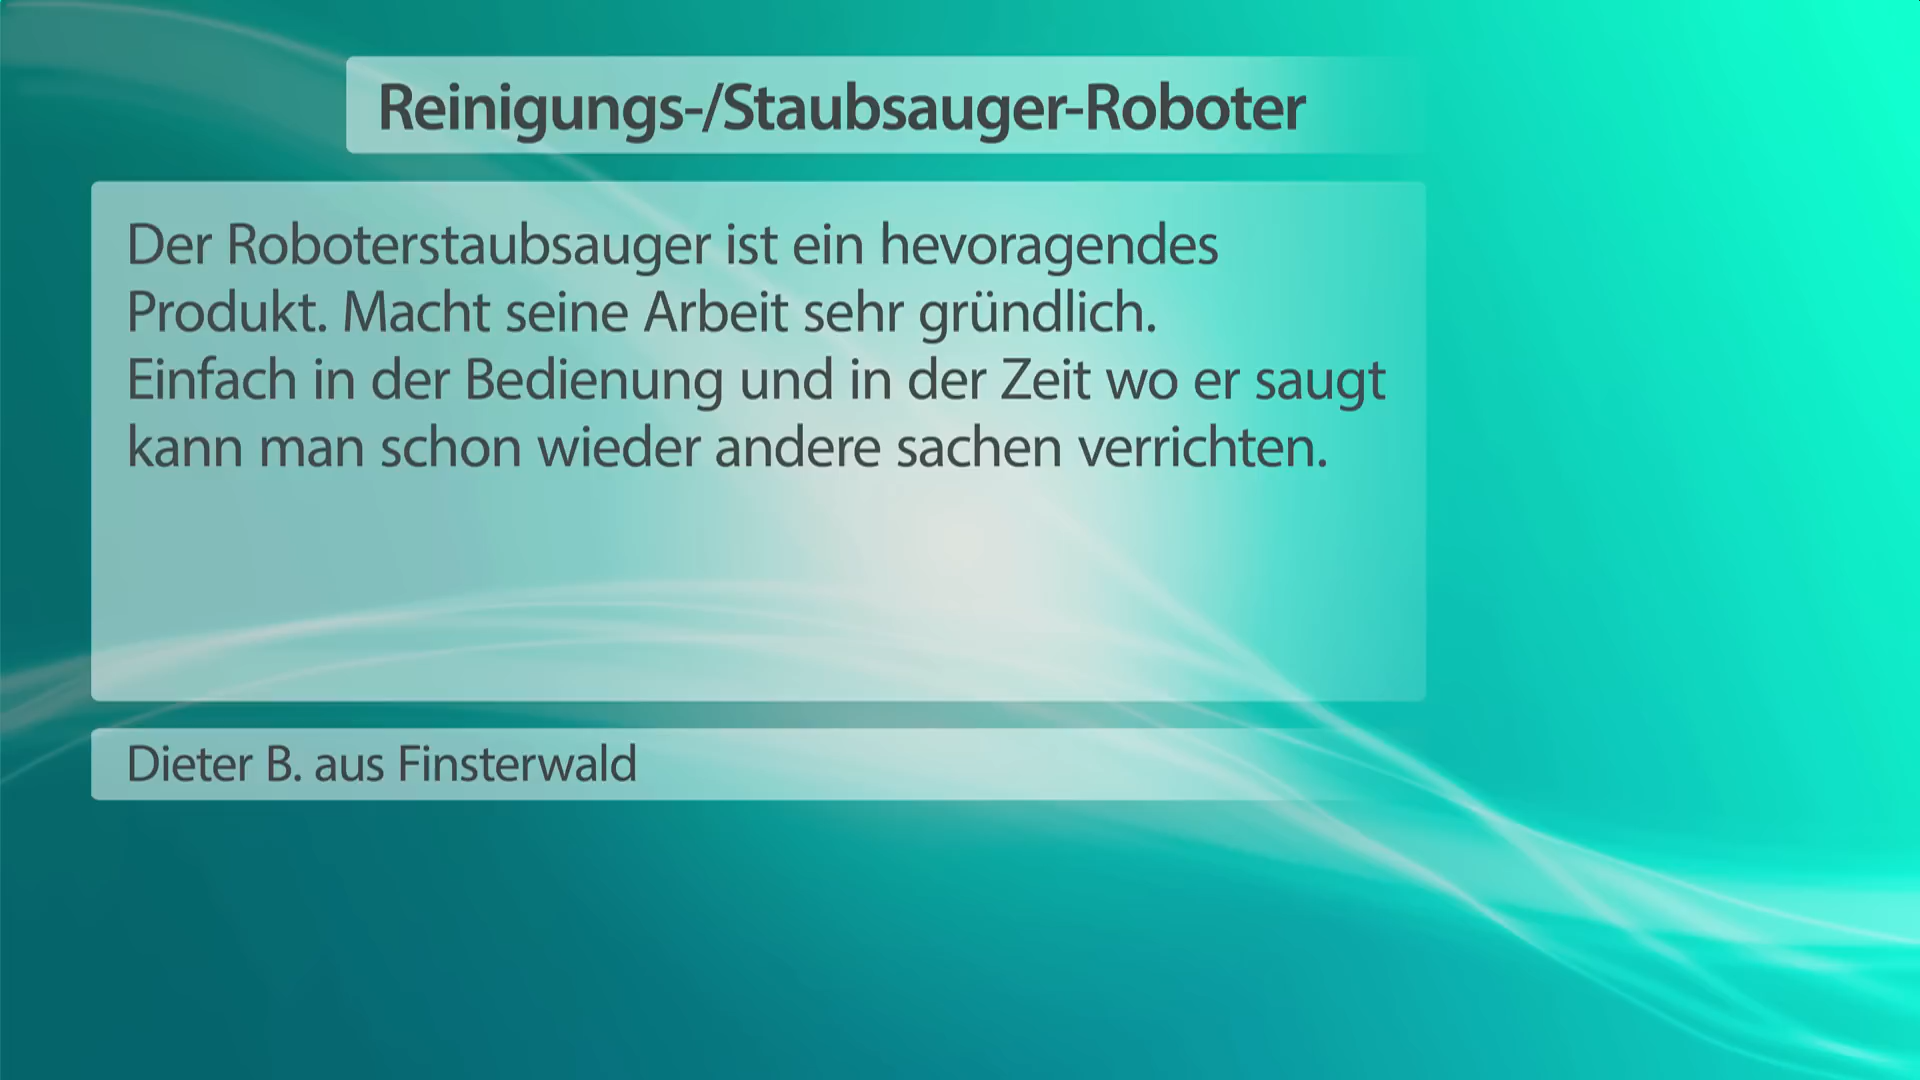 Reinigungs-/Staubsauger-Roboter
Der Roboterstaubsauger ist ein hevoragendes
Produkt. Macht seine Arbeit sehr gründlich.
Einfach in der Bedienung und in der Zeit wo er saugt
kann man schon wieder andere sachen verrichten.
Dieter B. aus Finsterwald